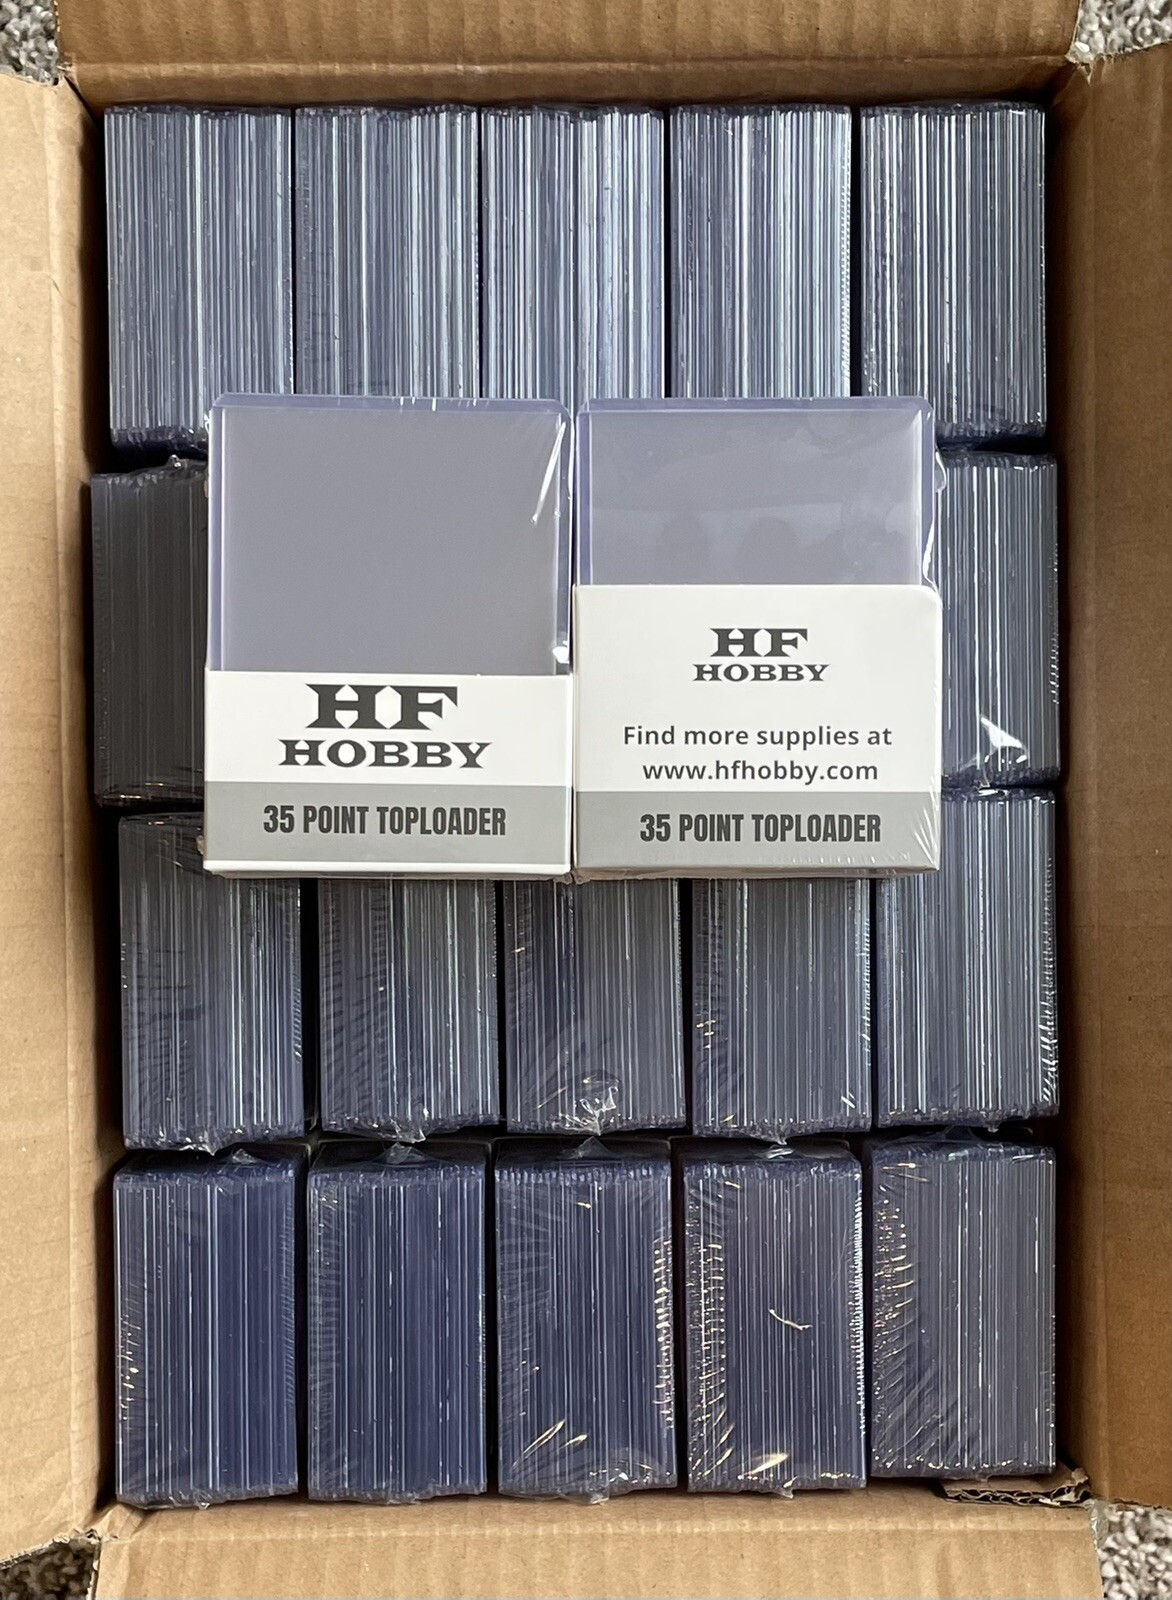 HF
HOBBY
35 POINT TOPLOADER
HF
HOBBY
Find more supplies at
www.hfhobby.com
35 POINT TOPLOADER